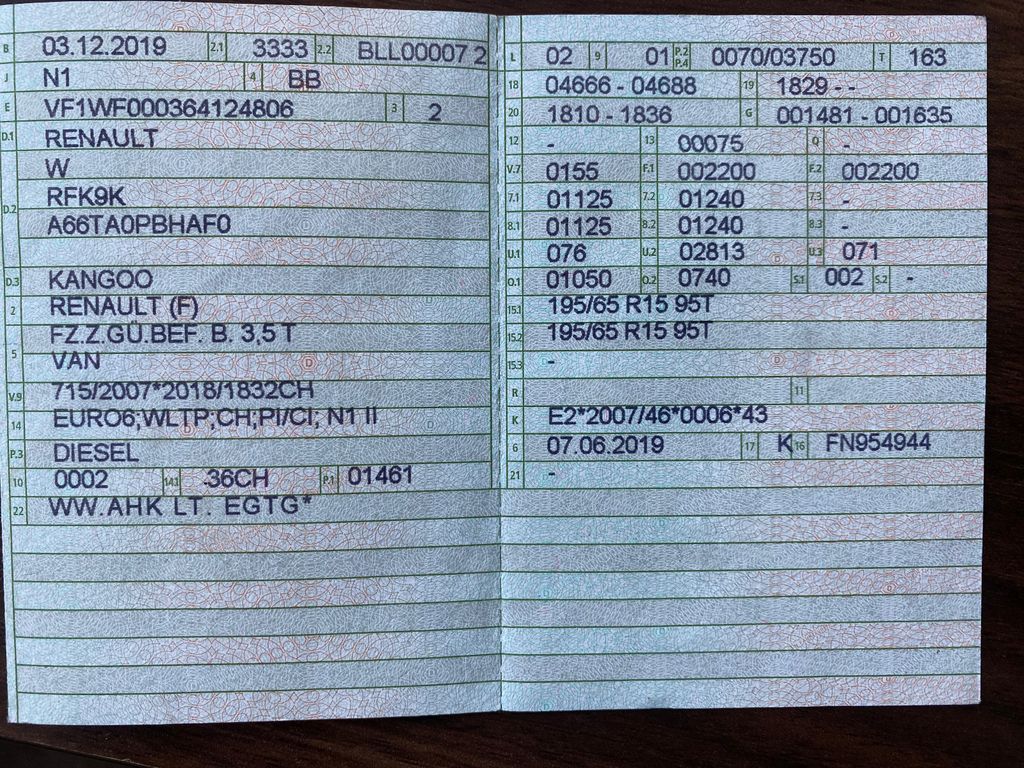 B 03.12.2019 2.1 3333 2.2 BLL00007 2
J N1 4 BB
E VF1WF000364124806 3 2
D.1 RENAULT
W
D.2 RFK9K
A66TA0PBHAF0
D.3 KANGOO
2 RENAULT (F)
FZ.Z.GÜ.BEF. B. 3,5 T
5 VAN
V.9 715/2007*2018/1832CH
14 EURO6;WLTP;CH;PI/CI; N1 II
P.3 DIESEL
10 0002 14.1 36CH P.1 01461
22 WW.AHK LT. EGTG*
L 02 9 01 P.2 P.4 0070/03750 T 163
18 04666 - 04688 19 1829 - -
20 1810 - 1836 G 001481 - 001635
12 - 13 00075 Q -
V.7 0155 F.1 002200 F.2 002200
7.1 01125 7.2 01240 7.3 -
8.1 01125 8.2 01240 8.3 -
U.1 076 U.2 02813 U.3 071
O.1 01050 O.2 0740 S.1 002 S.2 -
15.1 195/65 R15 95T
15.2 195/65 R15 95T
15.3 -
R 11
K E2*2007/46*0006*43
6 07.06.2019 17 K 16 FN954944
21 -